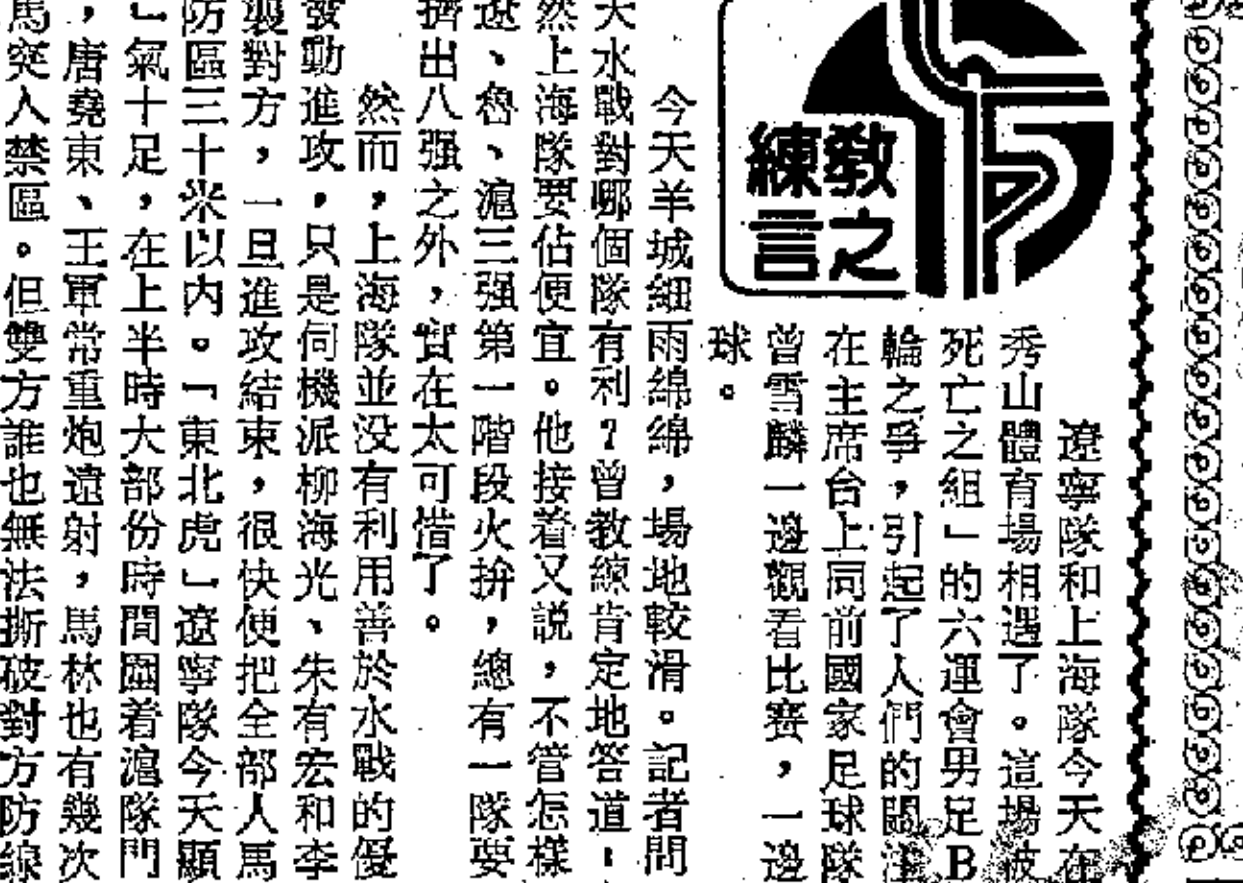 教練
之言
遼寧隊和上海隊今天在
秀山體育場相遇了。這場被
死亡之組」的六運會男足B
輪之爭,引起了人們的關注
在主席台上同前國家足球隊
曾雪麟一邊觀看比賽,一邊
球。
今天羊城細雨綿綿,場地較滑。記者問
天水戰對哪個隊有利?曾教練肯定地答道:
然上海隊要佔便宜。他接着又説,不管怎樣
遼、魯、滬三强第一階段火拚,總有一隊要
擠出八强之外,實在太可惜了。
然而,上海隊並没有利用善於水戰的優
發動進攻,只是伺機派柳海光、朱有宏和李
襲對方,一旦進攻結束,很快便把全部人馬
防區三十米以内。「東北虎」遼寧隊今天顯
」氣十足,在上半時大部份時間圍着滬隊門
,唐堯東、王軍常重炮遠射,馬林也有幾次
馬突入禁區。但雙方誰也無法撕破對方防線